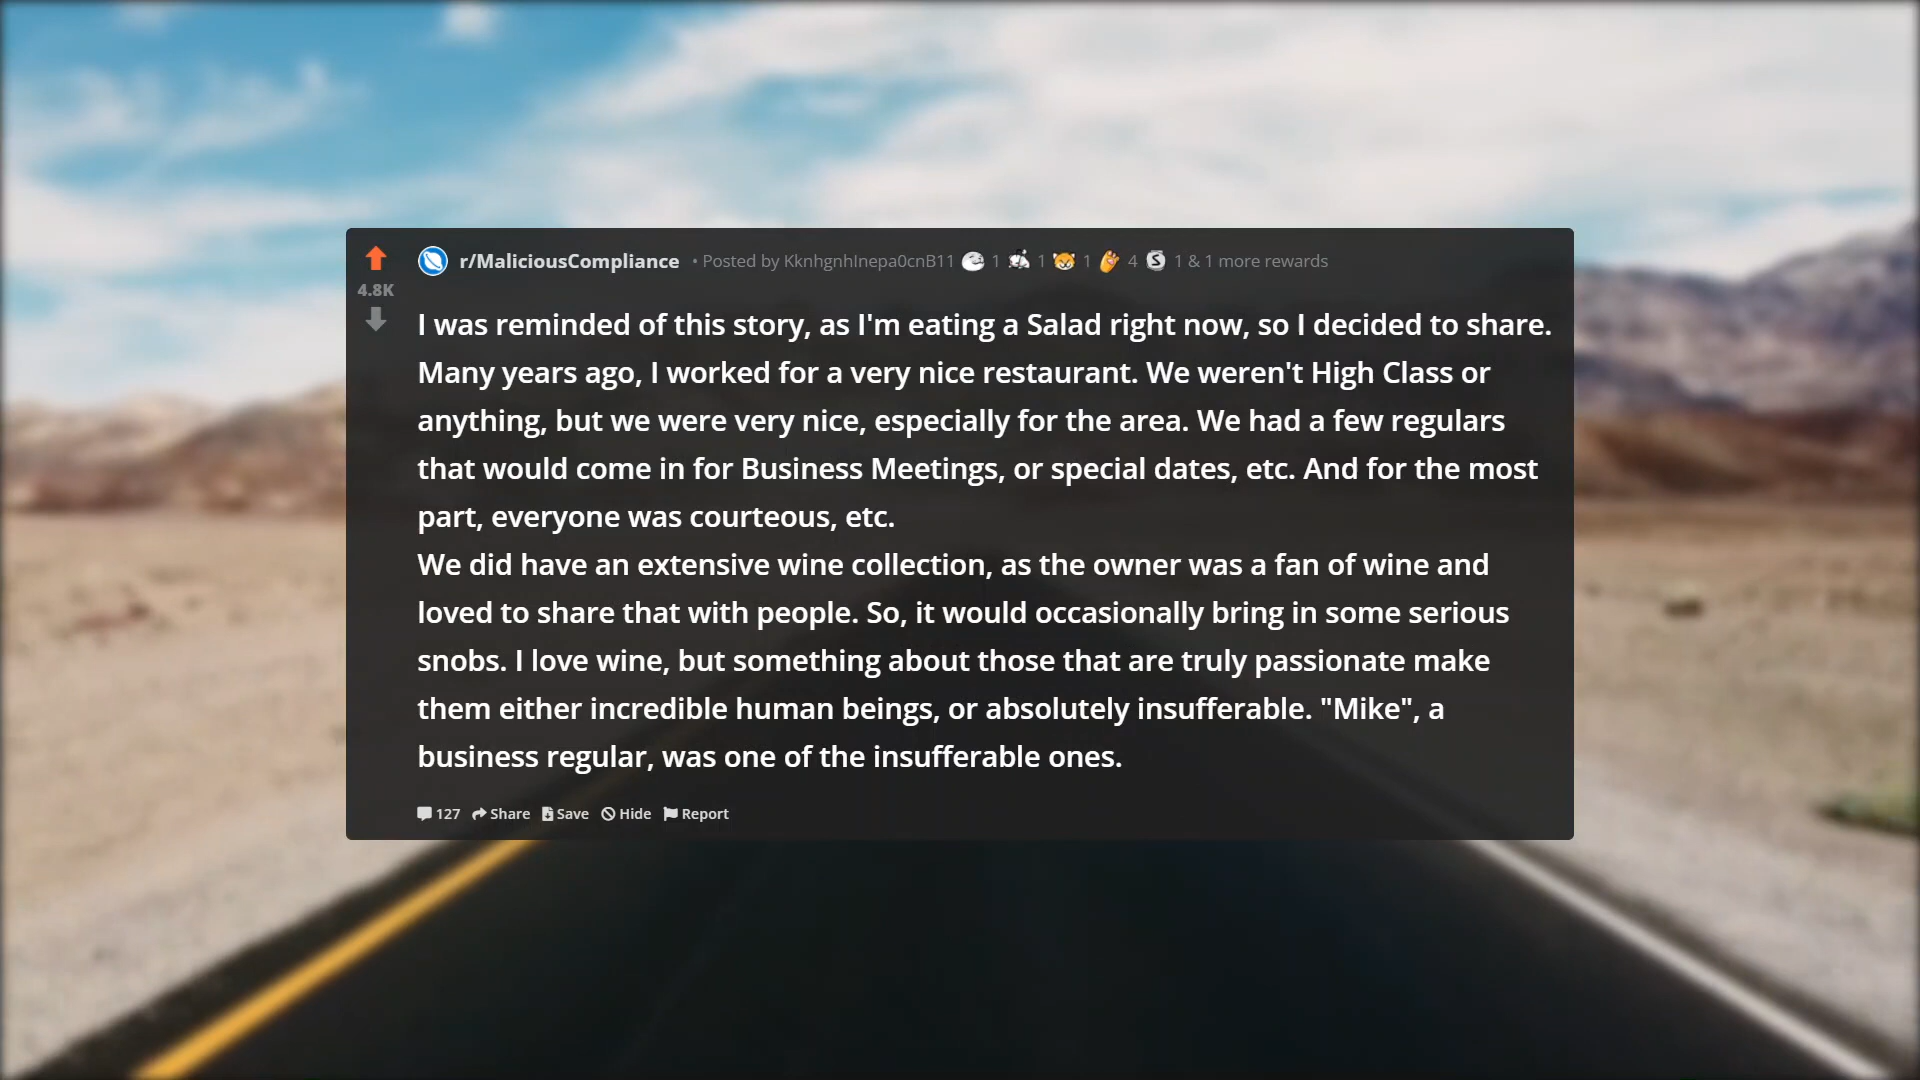 r/MaliciousCompliance • Posted by KknhgnhInepa0cnB11 1 1 1 4 S 1 & 1 more rewards
4.8K
I was reminded of this story, as I'm eating a Salad right now, so I decided to share.
Many years ago, I worked for a very nice restaurant. We weren't High Class or
anything, but we were very nice, especially for the area. We had a few regulars
that would come in for Business Meetings, or special dates, etc. And for the most
part, everyone was courteous, etc.
We did have an extensive wine collection, as the owner was a fan of wine and
loved to share that with people. So, it would occasionally bring in some serious
snobs. I love wine, but something about those that are truly passionate make
them either incredible human beings, or absolutely insufferable. "Mike", a
business regular, was one of the insufferable ones.
127 Share Save Hide Report